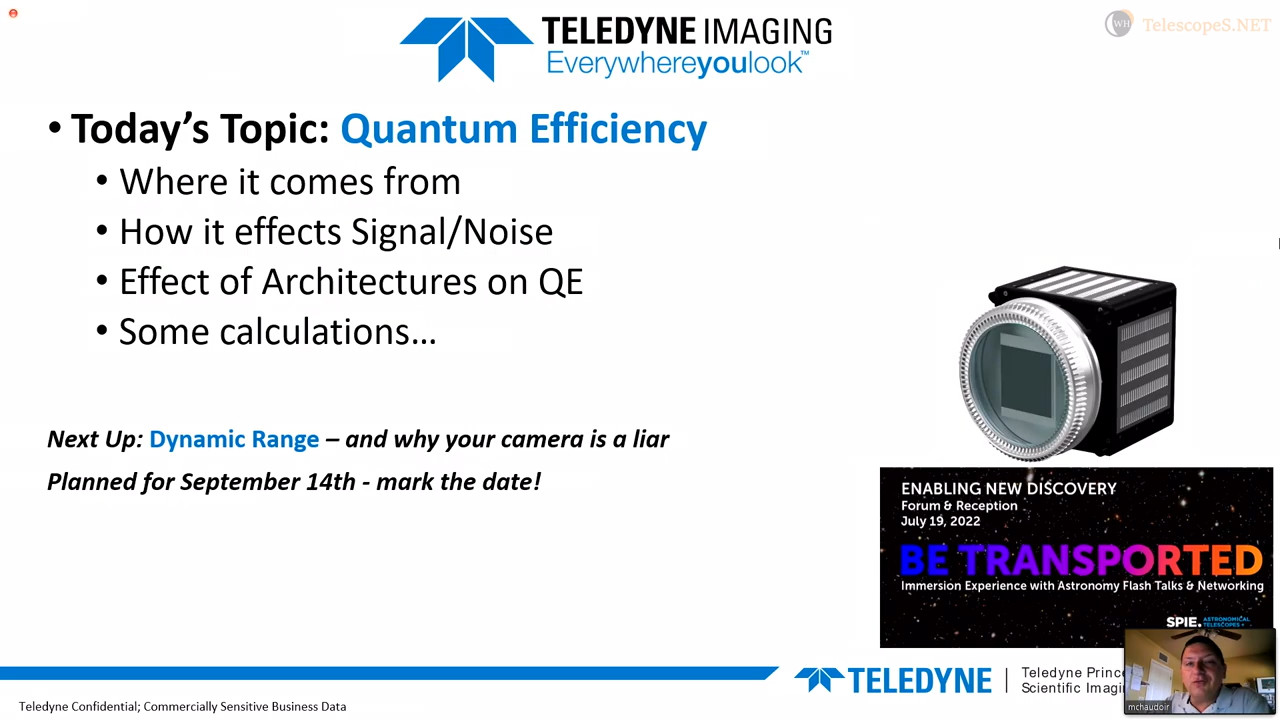 TELEDYNE IMAGING
Everywhereyoulook™
WH TelescopeS.NET
• Today's Topic: Quantum Efficiency
• Where it comes from
• How it effects Signal/Noise
• Effect of Architectures on QE
• Some calculations…
Next Up: Dynamic Range – and why your camera is a liar
Planned for September 14th - mark the date!
ENABLING NEW DISCOVERY
Forum & Reception
July 19, 2022
BE TRANSPORTED
Immersion Experience with Astronomy Flash Talks & Networking
SPIE. ASTRONOMICAL
TELESCOPES +
TELEDYNE
Teledyne
Scientific
mchaudoir
Teledyne Confidential; Commercially Sensitive Business Data